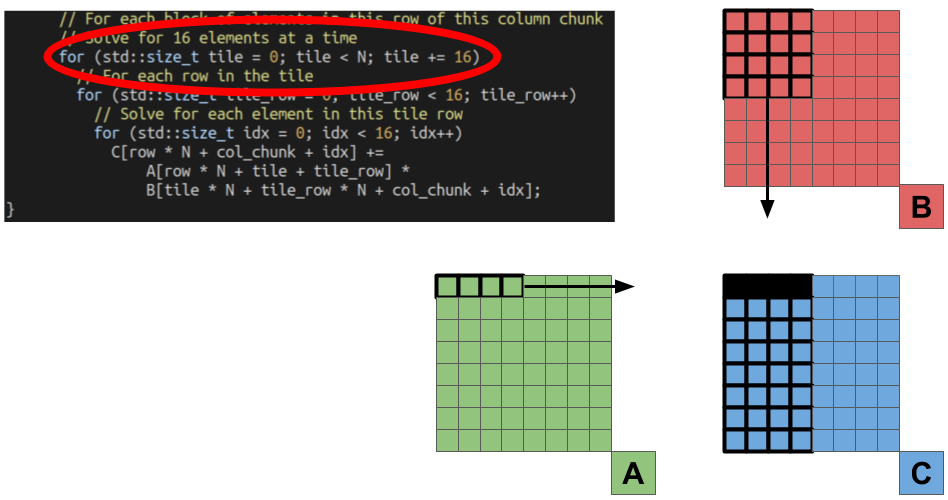 // For each block of elements in this row of this column chunk
// Solve for 16 elements at a time
for (std::size_t tile = 0; tile < N; tile += 16)
// For each row in the tile
for (std::size_t tile_row = 0; tile_row < 16; tile_row++)
// Solve for each element in this tile row
for (std::size_t idx = 0; idx < 16; idx++)
C[row * N + col_chunk + idx] +=
A[row * N + tile + tile_row] *
B[tile * N + tile_row * N + col_chunk + idx];
}
B
A
C